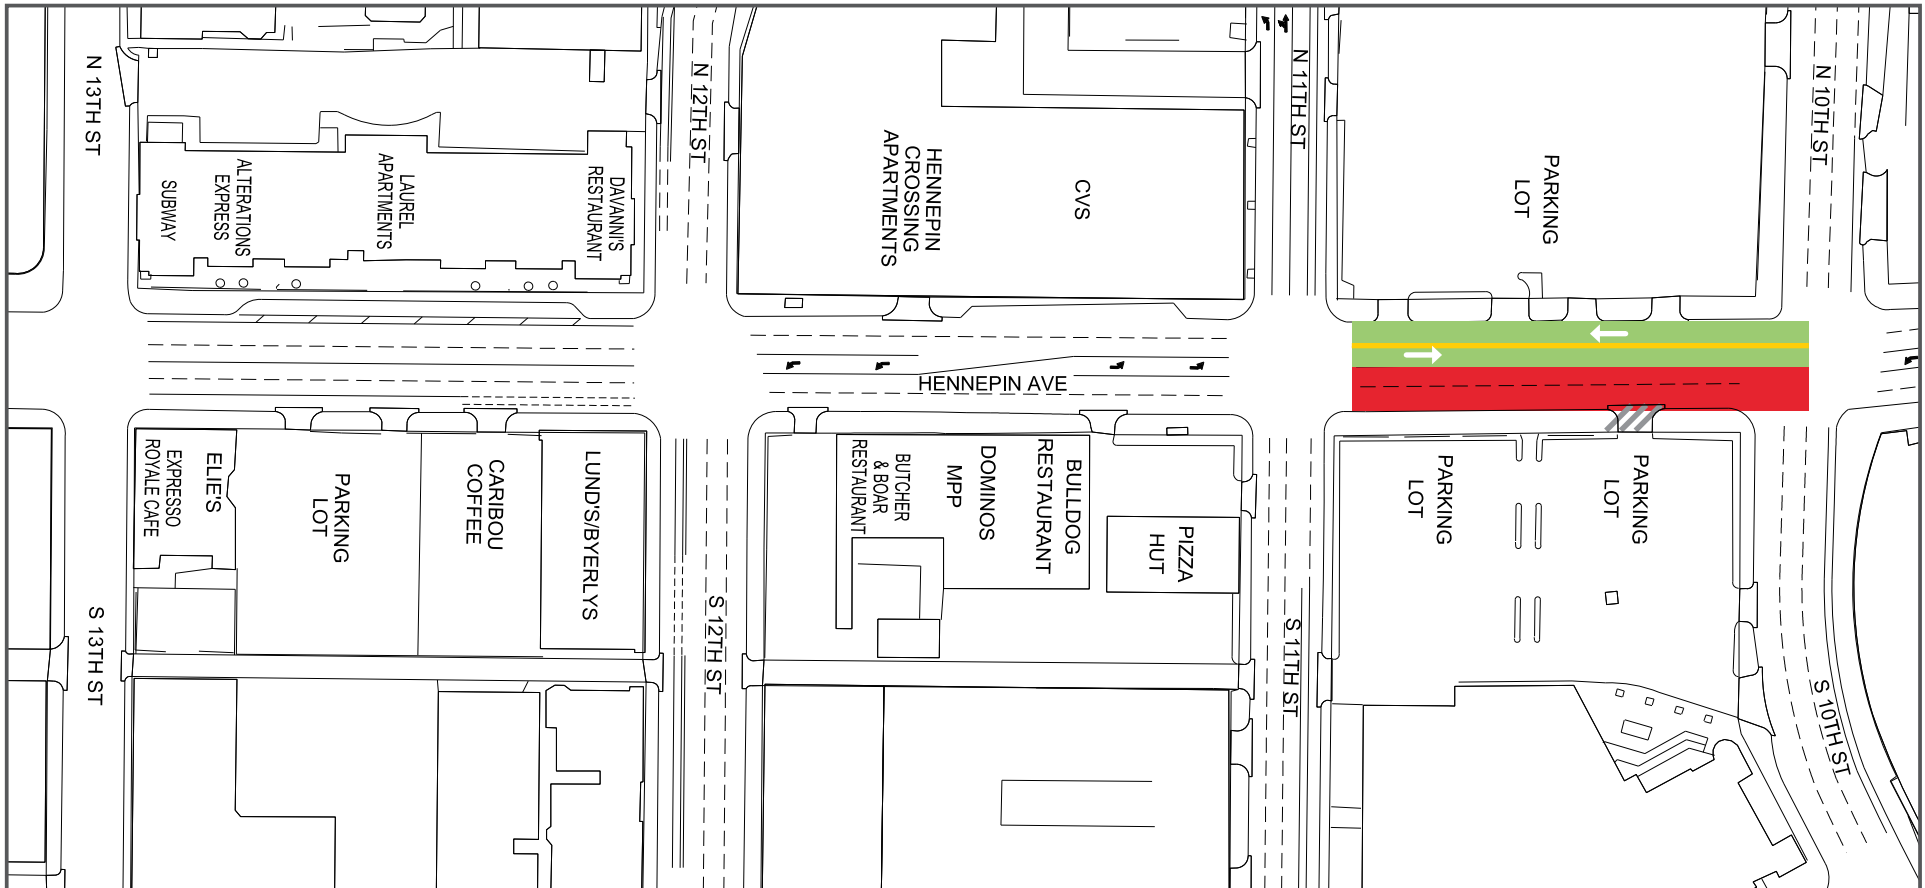 N 13TH ST
N 12TH ST
N 11TH ST
N 10TH ST
SUBWAY
ALTERATIONS
EXPRESS
LAUREL
APARTMENTS
DAVANNI'S
RESTAURANT
HENNEPIN
CROSSING
APARTMENTS
CVS
PARKING
LOT
HENNEPIN AVE
EXPRESSO
ROYALE CAFE
ELIE'S
PARKING
LOT
CARIBOU
COFFEE
LUND'S/BYERLYS
BUTCHER
& BOAR
RESTAURANT
MPP
DOMINOS
BULLDOG
RESTAURANT
PIZZA
HUT
PARKING
LOT
PARKING
LOT
S 13TH ST
S 12TH ST
S 11TH ST
S 10TH ST